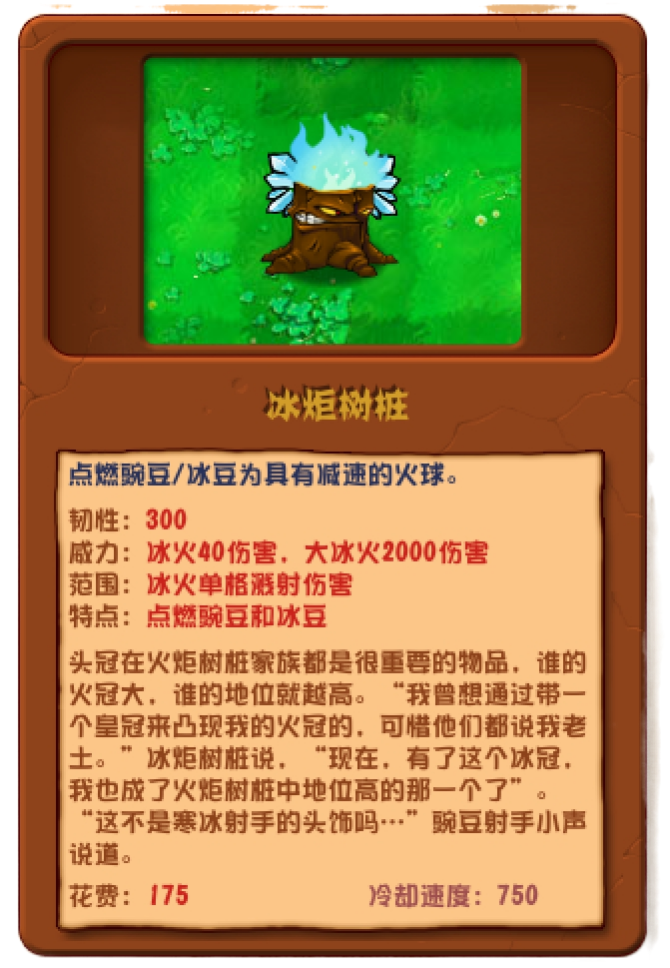 冰炬树桩
点燃豌豆/冰豆为具有减速的火球。
韧性：300
威力：冰火40伤害，大冰火2000伤害
范围：冰火单格溅射伤害
特点：点燃豌豆和冰豆
头冠在火炬树桩家族都是很重要的物品，谁的
火冠大，谁的地位就越高。“我曾想通过带一
个皇冠来凸现我的火冠的，可惜他们都说我老
土。”冰炬树桩说，“现在，有了这个冰冠，
我也成了火炬树桩中地位高的那一个了”。
“这不是寒冰射手的头饰吗…”豌豆射手小声
说道。
花费：175 冷却速度：750